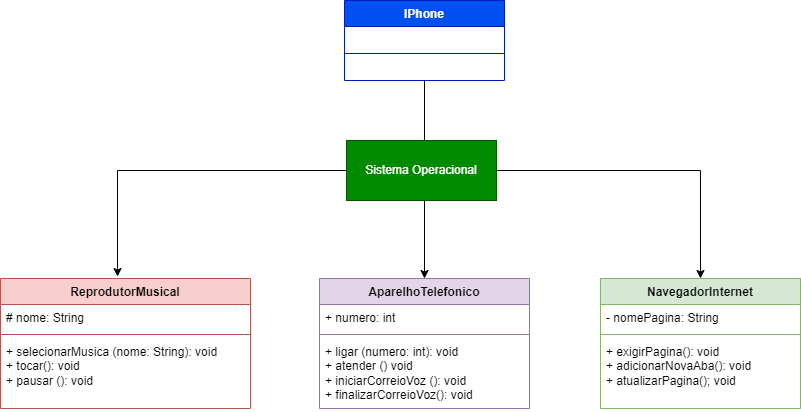 IPhone
Sistema Operacional
ReprodutorMusical
# nome: String
+ selecionarMusica (nome: String): void
+ tocar(): void
+ pausar (): void
AparelhoTelefonico
+ numero: int
+ ligar (numero: int): void
+ atender () void
+ iniciarCorreioVoz (): void
+ finalizarCorreioVoz(): void
NavegadorInternet
- nomePagina: String
+ exigirPagina(): void
+ adicionarNovaAba(): void
+ atualizarPagina(); void